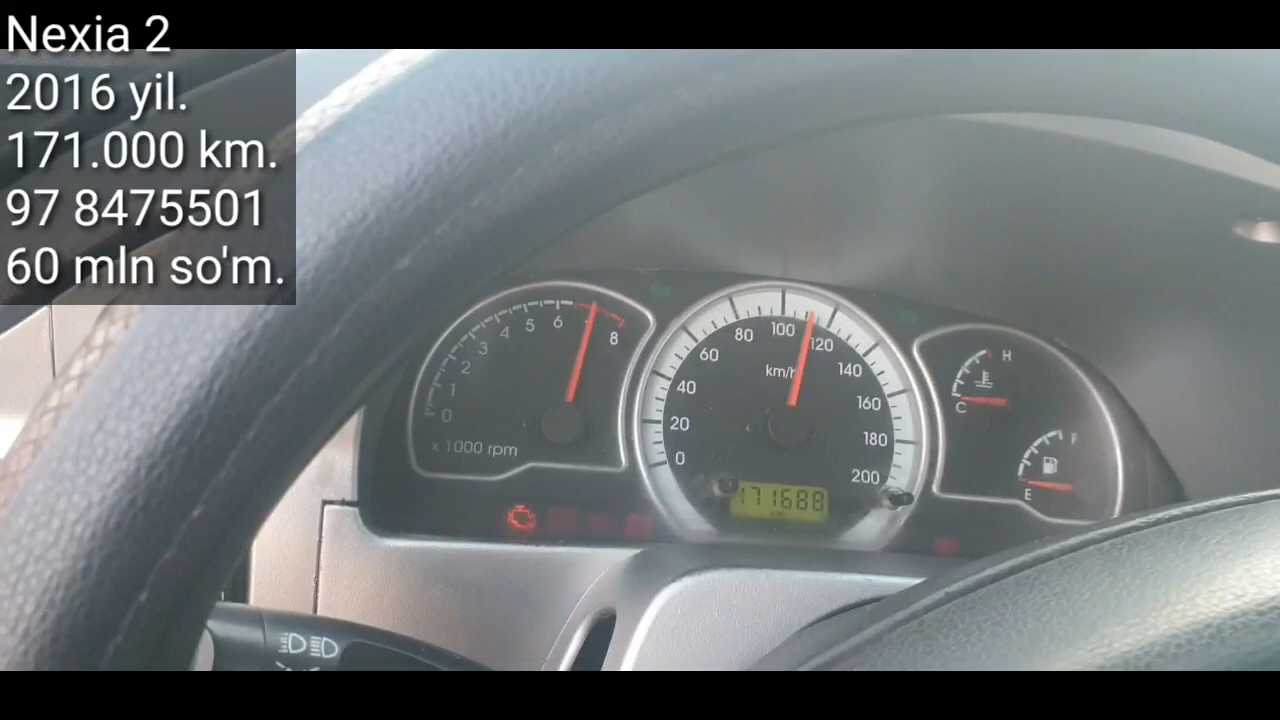 Nexia 2
2016 yil.
171.000 km.
97 8475501
60 mln so'm.
0 1 2 3 4 5 6 8
x 1000 rpm
0 20 40 60 80 100 120 140 160 180 200
km/h
171688
H
C
F
E